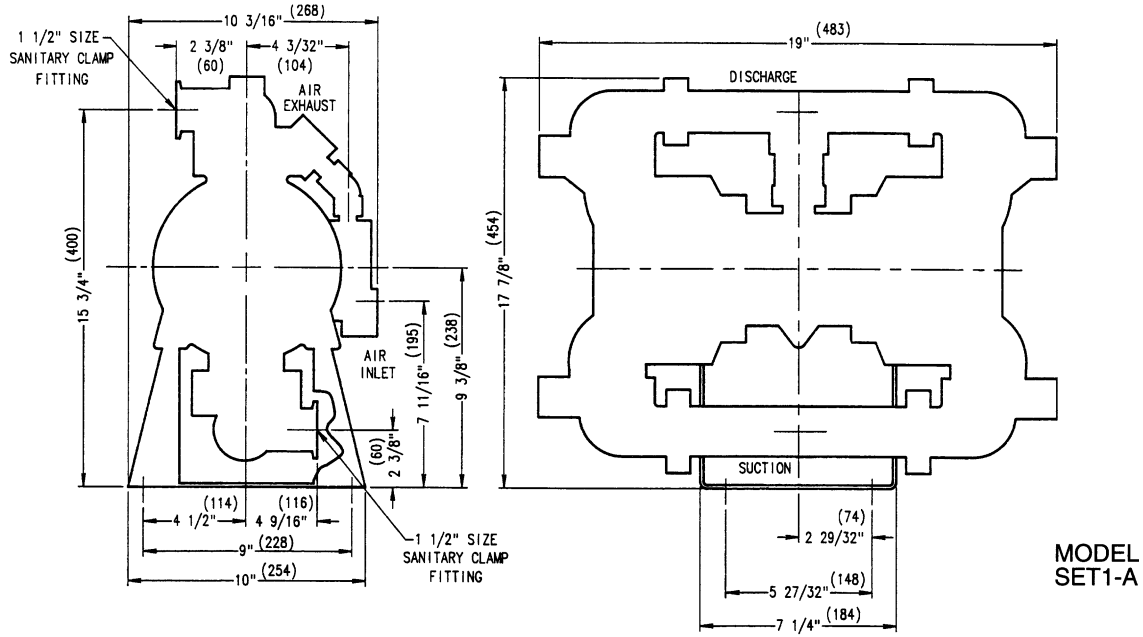 10 3/16" (268)
1 1/2" SIZE
SANITARY CLAMP
FITTING
2 3/8"
(60)
4 3/32"
(104)
AIR
EXHAUST
15 3/4" (400)
AIR
INLET
7 11/16" (195)
9 3/8" (238)
2 3/8" (60)
(114)
4 1/2"
(116)
4 9/16"
9" (228)
10" (254)
1 1/2" SIZE
SANITARY CLAMP
FITTING
19" (483)
DISCHARGE
17 7/8" (454)
SUCTION
(74)
2 29/32"
5 27/32" (148)
7 1/4" (184)
MODEL
SET1-A